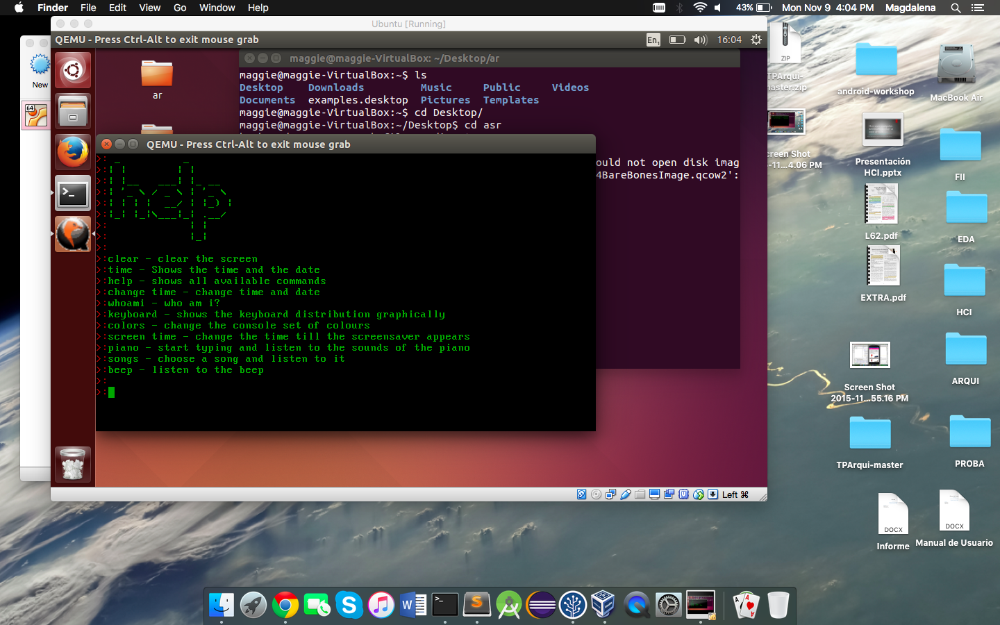 Finder File Edit View Go Window Help 43% Mon Nov 9 4:04 PM Magdalena
Ubuntu [Running]
QEMU - Press Ctrl-Alt to exit mouse grab En1 16:04
New
64
ar
maggie@maggie-VirtualBox: ~/Desktop/ar
maggie@maggie-VirtualBox:~$ ls
Desktop Downloads Music Public Videos
Documents examples.desktop Pictures Templates
maggie@maggie-VirtualBox:~$ cd Desktop/
maggie@maggie-VirtualBox:~/Desktop$ cd asr
ould not open disk imag
4BareBonesImage.qcow2':
QEMU - Press Ctrl-Alt to exit mouse grab
help
>:clear - clear the screen
>:time - Shows the time and the date
>:help - shows all available commands
>:change time - change time and date
>:whoami - who am i?
>:keyboard - shows the keyboard distribution graphically
>:colors - change the console set of colours
>:screen time - change the time till the screensaver appears
>:piano - start typing and listen to the sounds of the piano
>:songs - choose a song and listen to it
>:beep - listen to the beep
>:
>:
Left ⌘
ZIP
TPArqui-
master.zip
android-workshop
MacBook Air
creen Shot
-11...4.06 PM
Presentación
HCI.pptx
FII
L62.pdf
EDA
EXTRA.pdf
HCI
Screen Shot
2015-11...55.16 PM
ARQUI
TPArqui-master
PROBA
DOCX
Informe
DOCX
Manual de Usuario